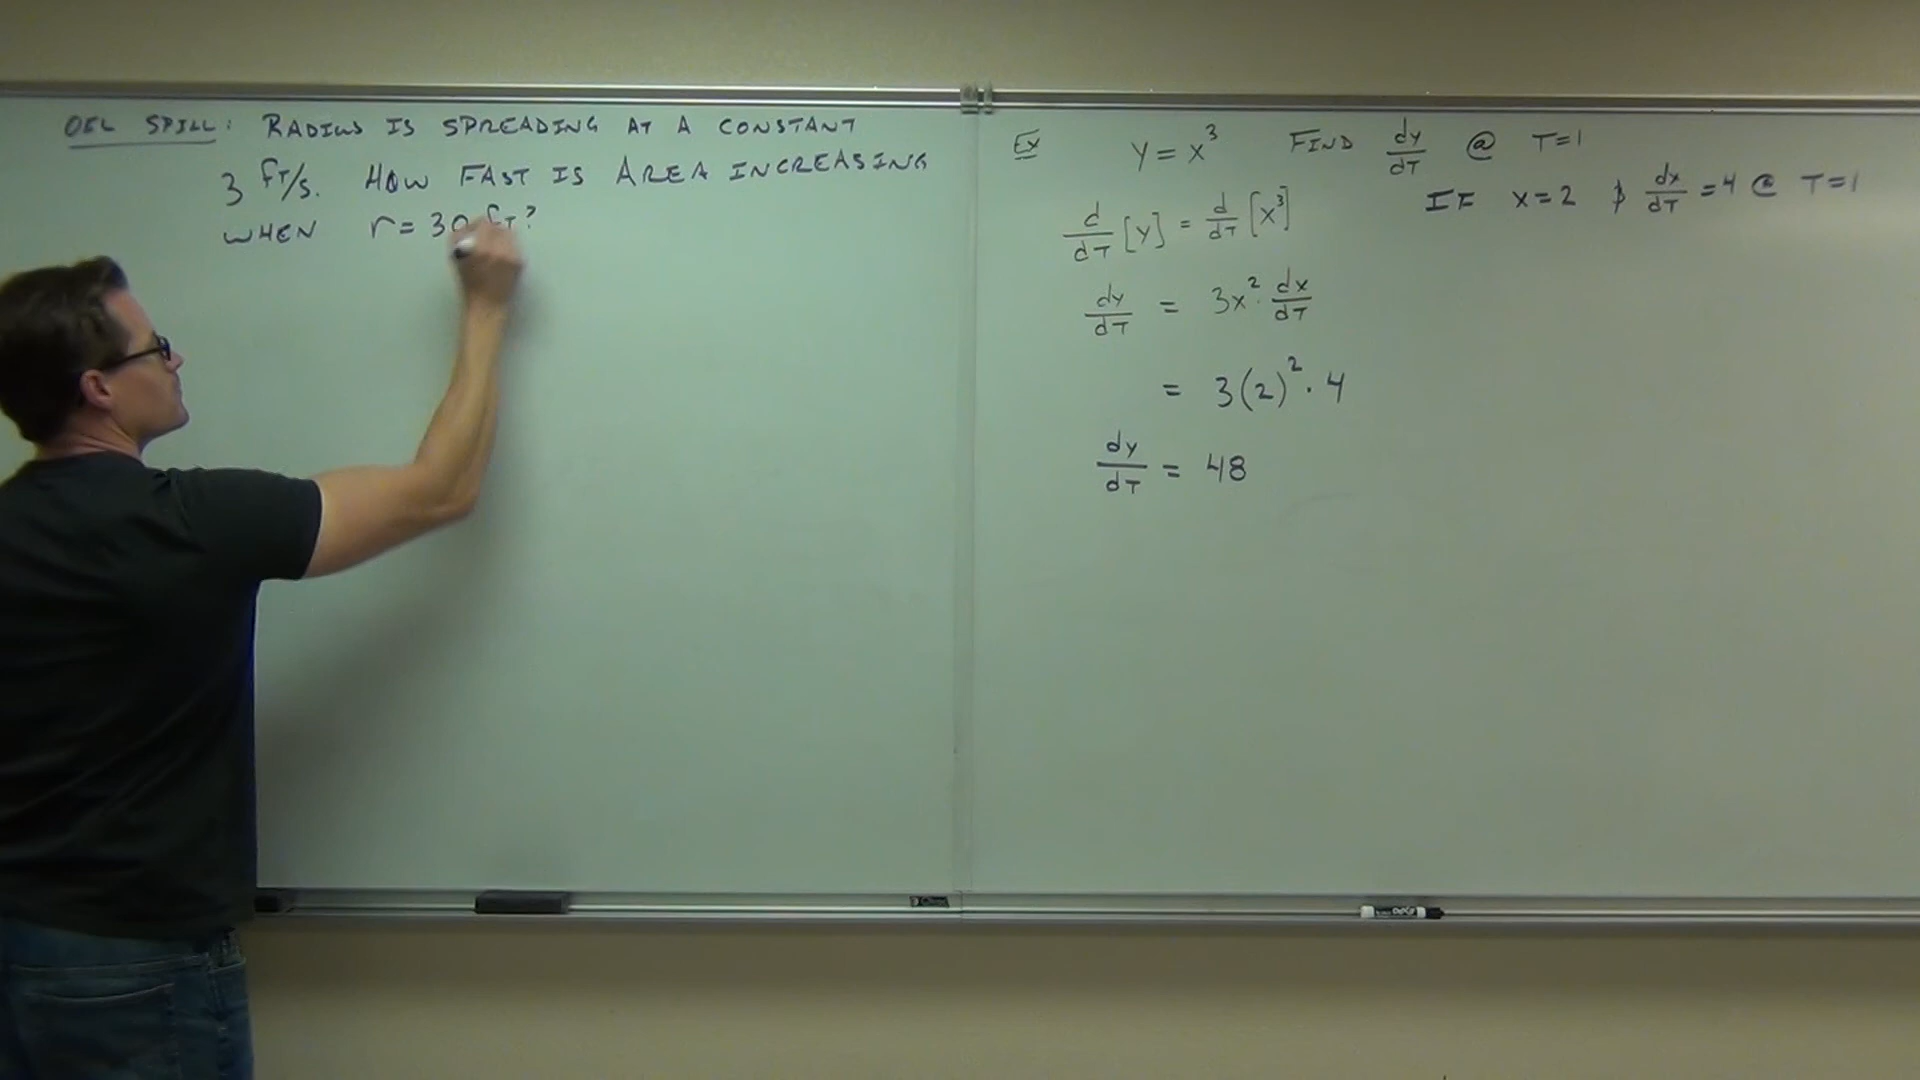 OIL SPILL: RADIUS IS SPREADING AT A CONSTANT
3 FT/S. HOW FAST IS AREA INCREASING
WHEN r = 30 FT?
Ex y = x³ FIND dy/dT @ T=1
IF x=2 & dx/dT = 4 @ T=1
d/dT [y] = d/dT [x³]
dy/dT = 3x² · dx/dT
= 3(2)² · 4
dy/dT = 48
EXPO